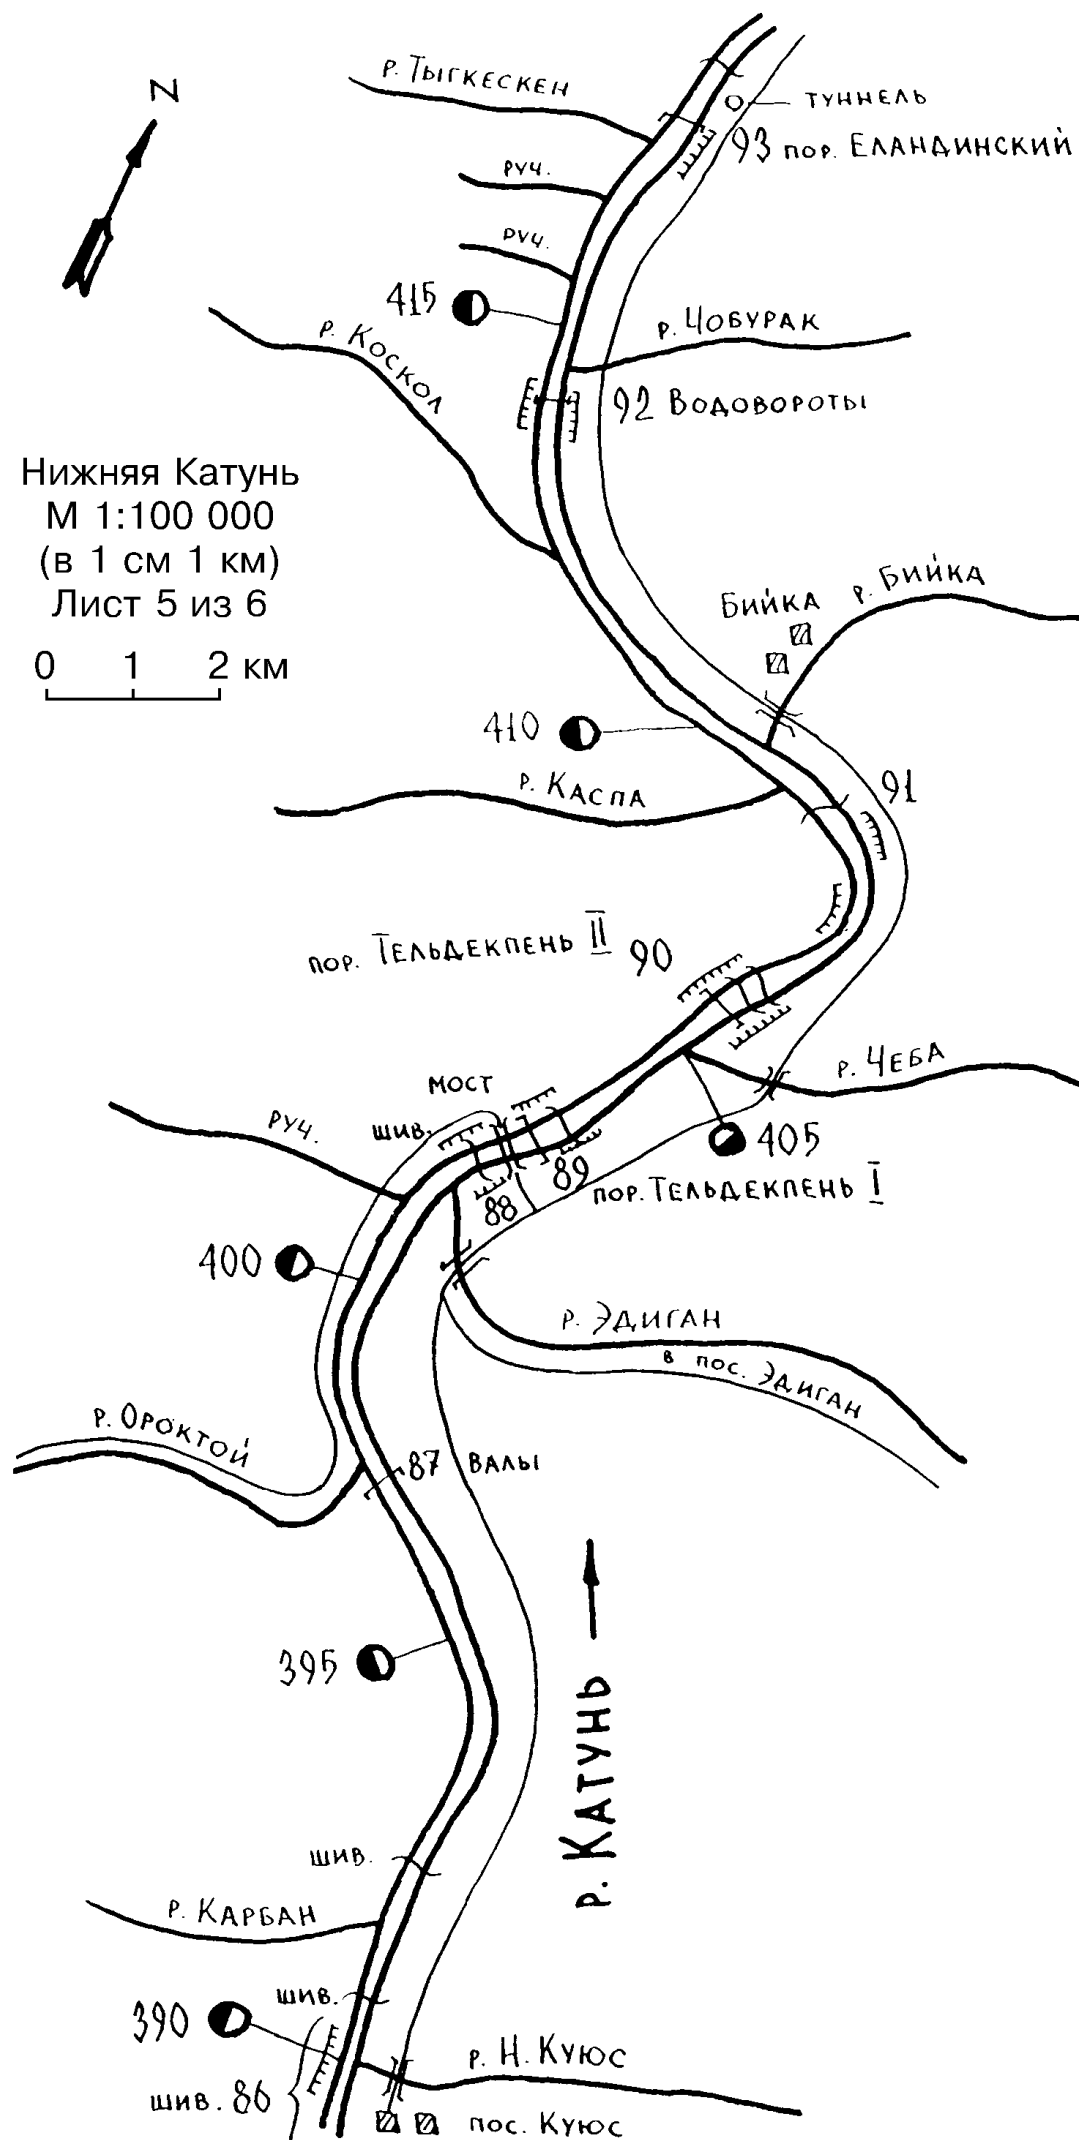 N
р. Тыгкескен
туннель
93 пор. Еландинский
руч.
руч.
415
р. Чобурак
р. Коскол
92 Водовороты
Нижняя Катунь
М 1:100 000
(в 1 см 1 км)
Лист 5 из 6
0 1 2 км
Бийка
р. Бийка
410
р. Каспа
91
пор. Тельдекпень II
90
р. Чеба
мост
руч.
шив.
405
89
пор. Тельдекпень I
88
400
р. Эдиган
в пос. Эдиган
р. Ороктой
87 валы
395
р. Катунь
шив.
р. Карбан
шив.
390
р. Н. Куюс
шив. 86
пос. Куюс